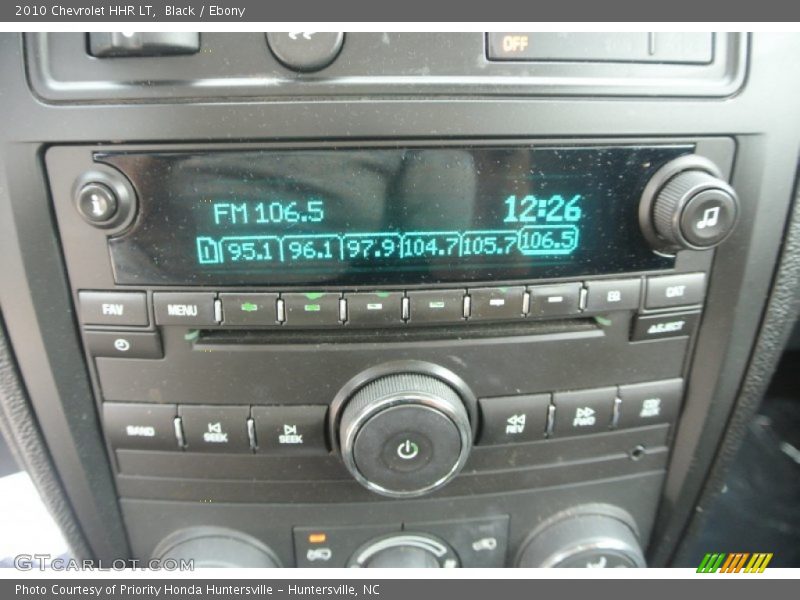 2010 Chevrolet HHR LT, Black / Ebony
OFF
i
FM 106.5 12:26
1 95.1 96.1 97.9 104.7 105.7 106.5
FAV MENU EQ CAT
EJECT
BAND SEEK SEEK REV FWD
GTCARLOT.COM
Photo Courtesy of Priority Honda Huntersville - Huntersville, NC